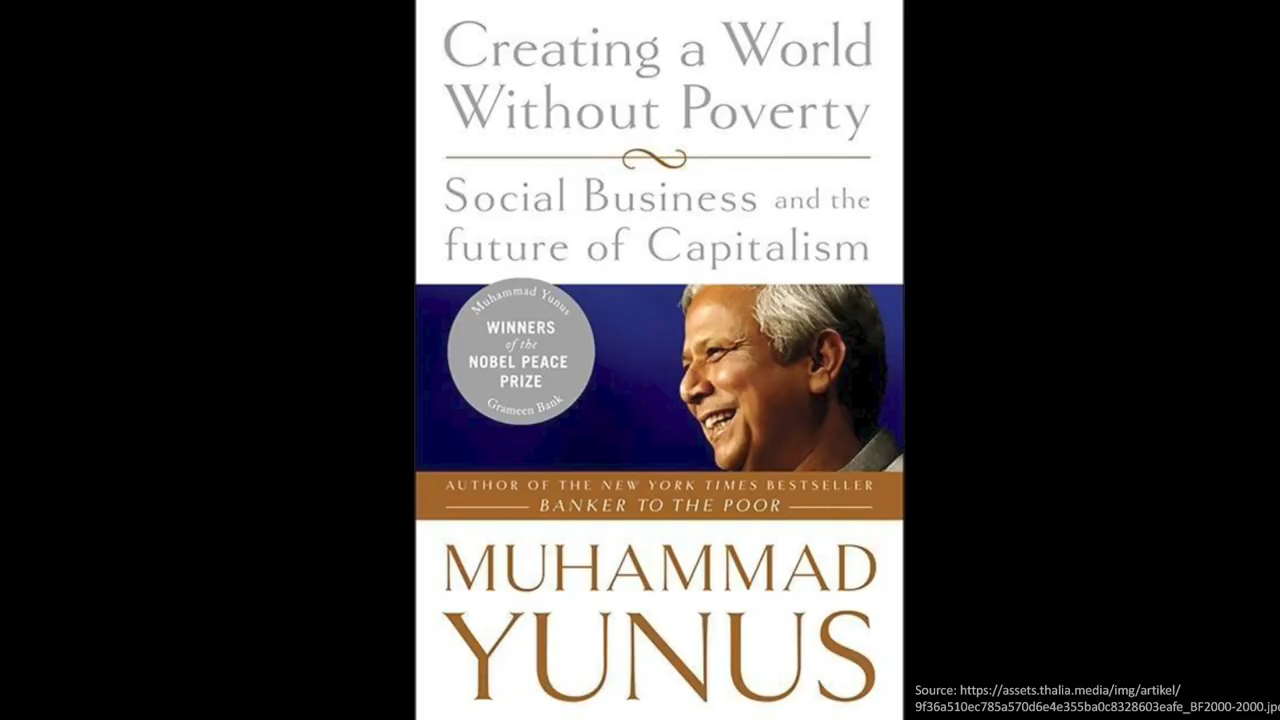 Creating a World
Without Poverty
Social Business and the
future of Capitalism
Muhammad Yunus
WINNERS
of the
NOBEL PEACE
PRIZE
Grameen Bank
AUTHOR OF THE NEW YORK TIMES BESTSELLER
BANKER TO THE POOR
MUHAMMAD
YUNUS
Source: https://assets.thalia.media/img/artikel/
9f36a510ec785a570d6e4e355ba0c8328603eafe_BF2000-2000.jp